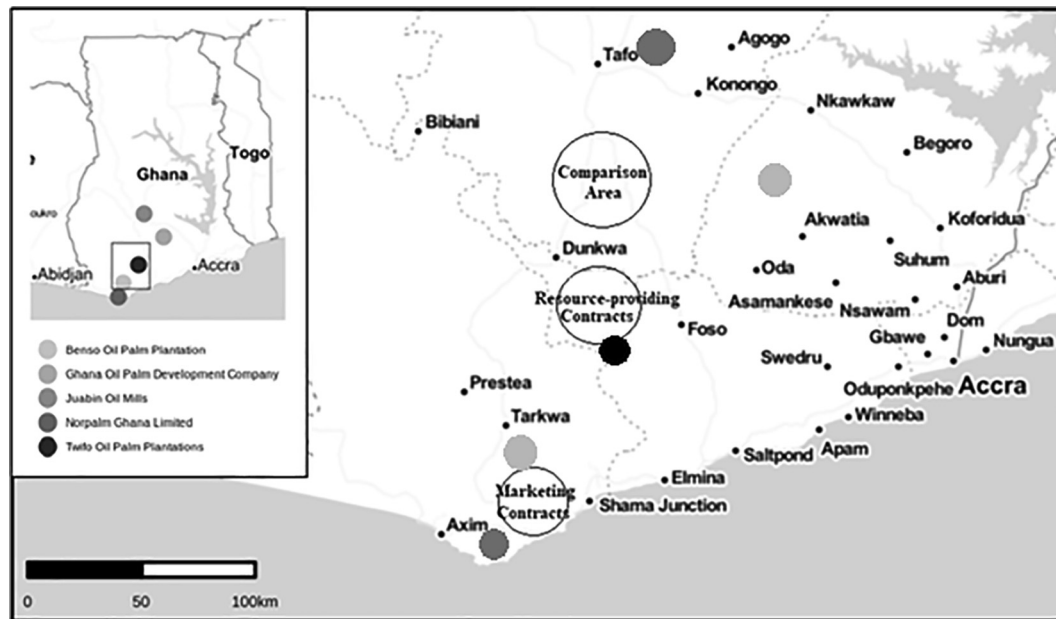 Togo
Ghana
oukro
Abidjan
Accra
Benso Oil Palm Plantation
Ghana Oil Palm Development Company
Juabin Oil Mills
Norpalm Ghana Limited
Twifo Oil Palm Plantations
0
50
100km
Agogo
Tafo
Konongo
Nkawkaw
Bibiani
Begoro
Comparison
Area
Akwatia
Koforidua
Dunkwa
Suhum
Oda
Aburi
Resource-providing
Contracts
Asamankese
Nsawam
Dom
Foso
Gbawe
Nungua
Swedru
Prestea
Oduponkpehe
Accra
Tarkwa
Winneba
Apam
Saltpond
Elmina
Marketing
Contracts
Shama Junction
Axim